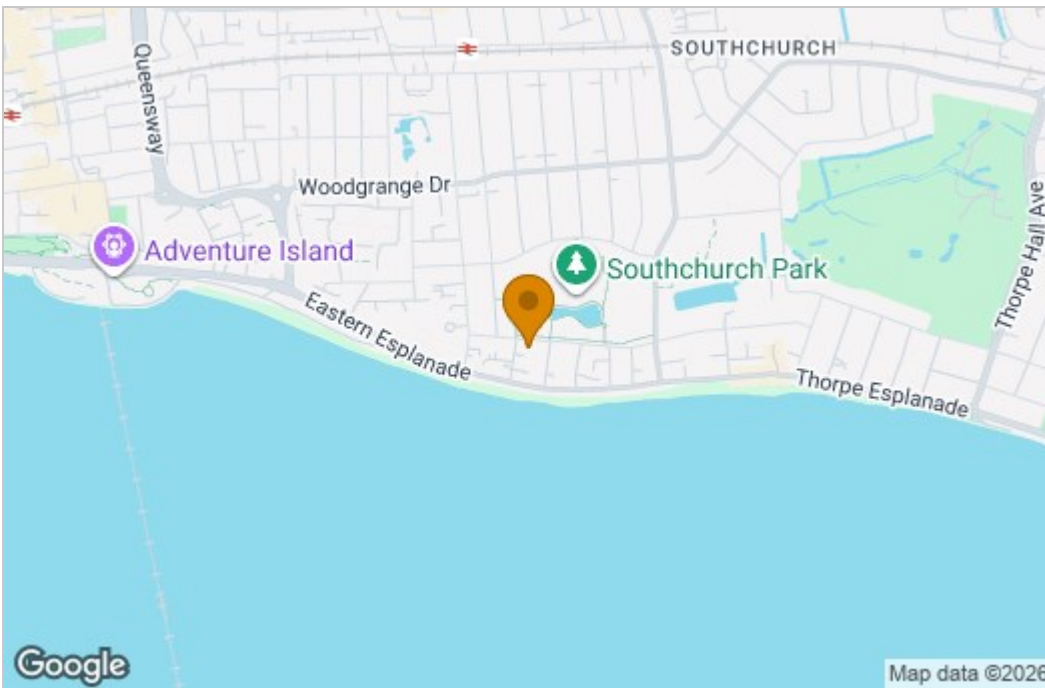 SOUTHCHURCH
Queensway
Woodgrange Dr
Thorpe Hall Ave
Adventure Island
Southchurch Park
Eastern Esplanade
Thorpe Esplanade
Google
Map data ©2026